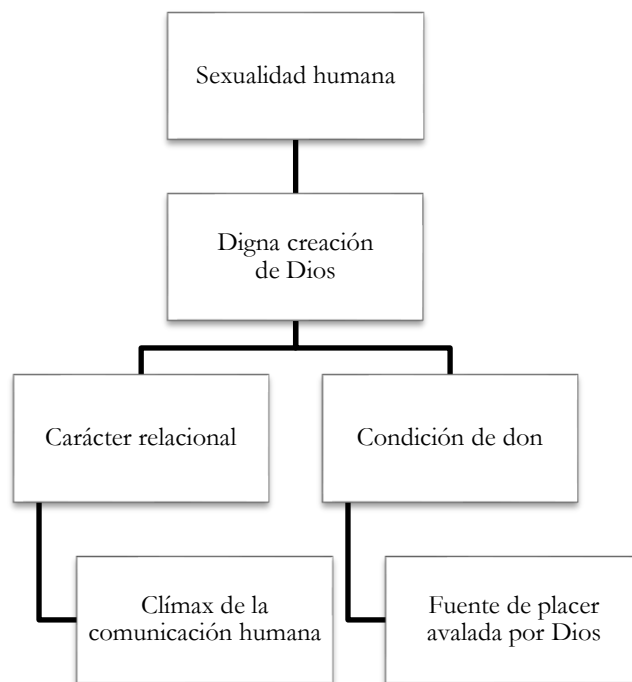 Sexualidad humana
Digna creación
de Dios
Carácter relacional
Condición de don
Clímax de la
comunicación humana
Fuente de placer
avalada por Dios